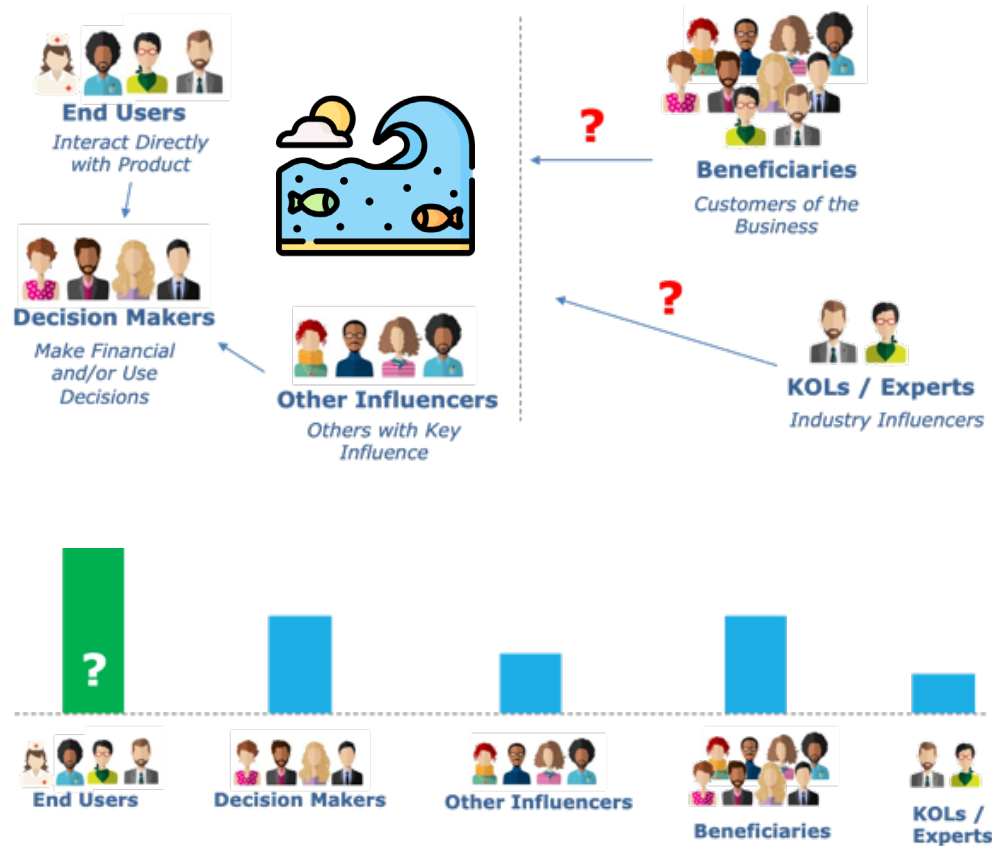 End Users
Interact Directly
with Product
?
Beneficiaries
Customers of the
Business
Decision Makers
Make Financial
and/or Use
Decisions
Other Influencers
Others with Key
Influence
?
KOLs / Experts
Industry Influencers
?
End Users
Decision Makers
Other Influencers
Beneficiaries
KOLs /
Experts